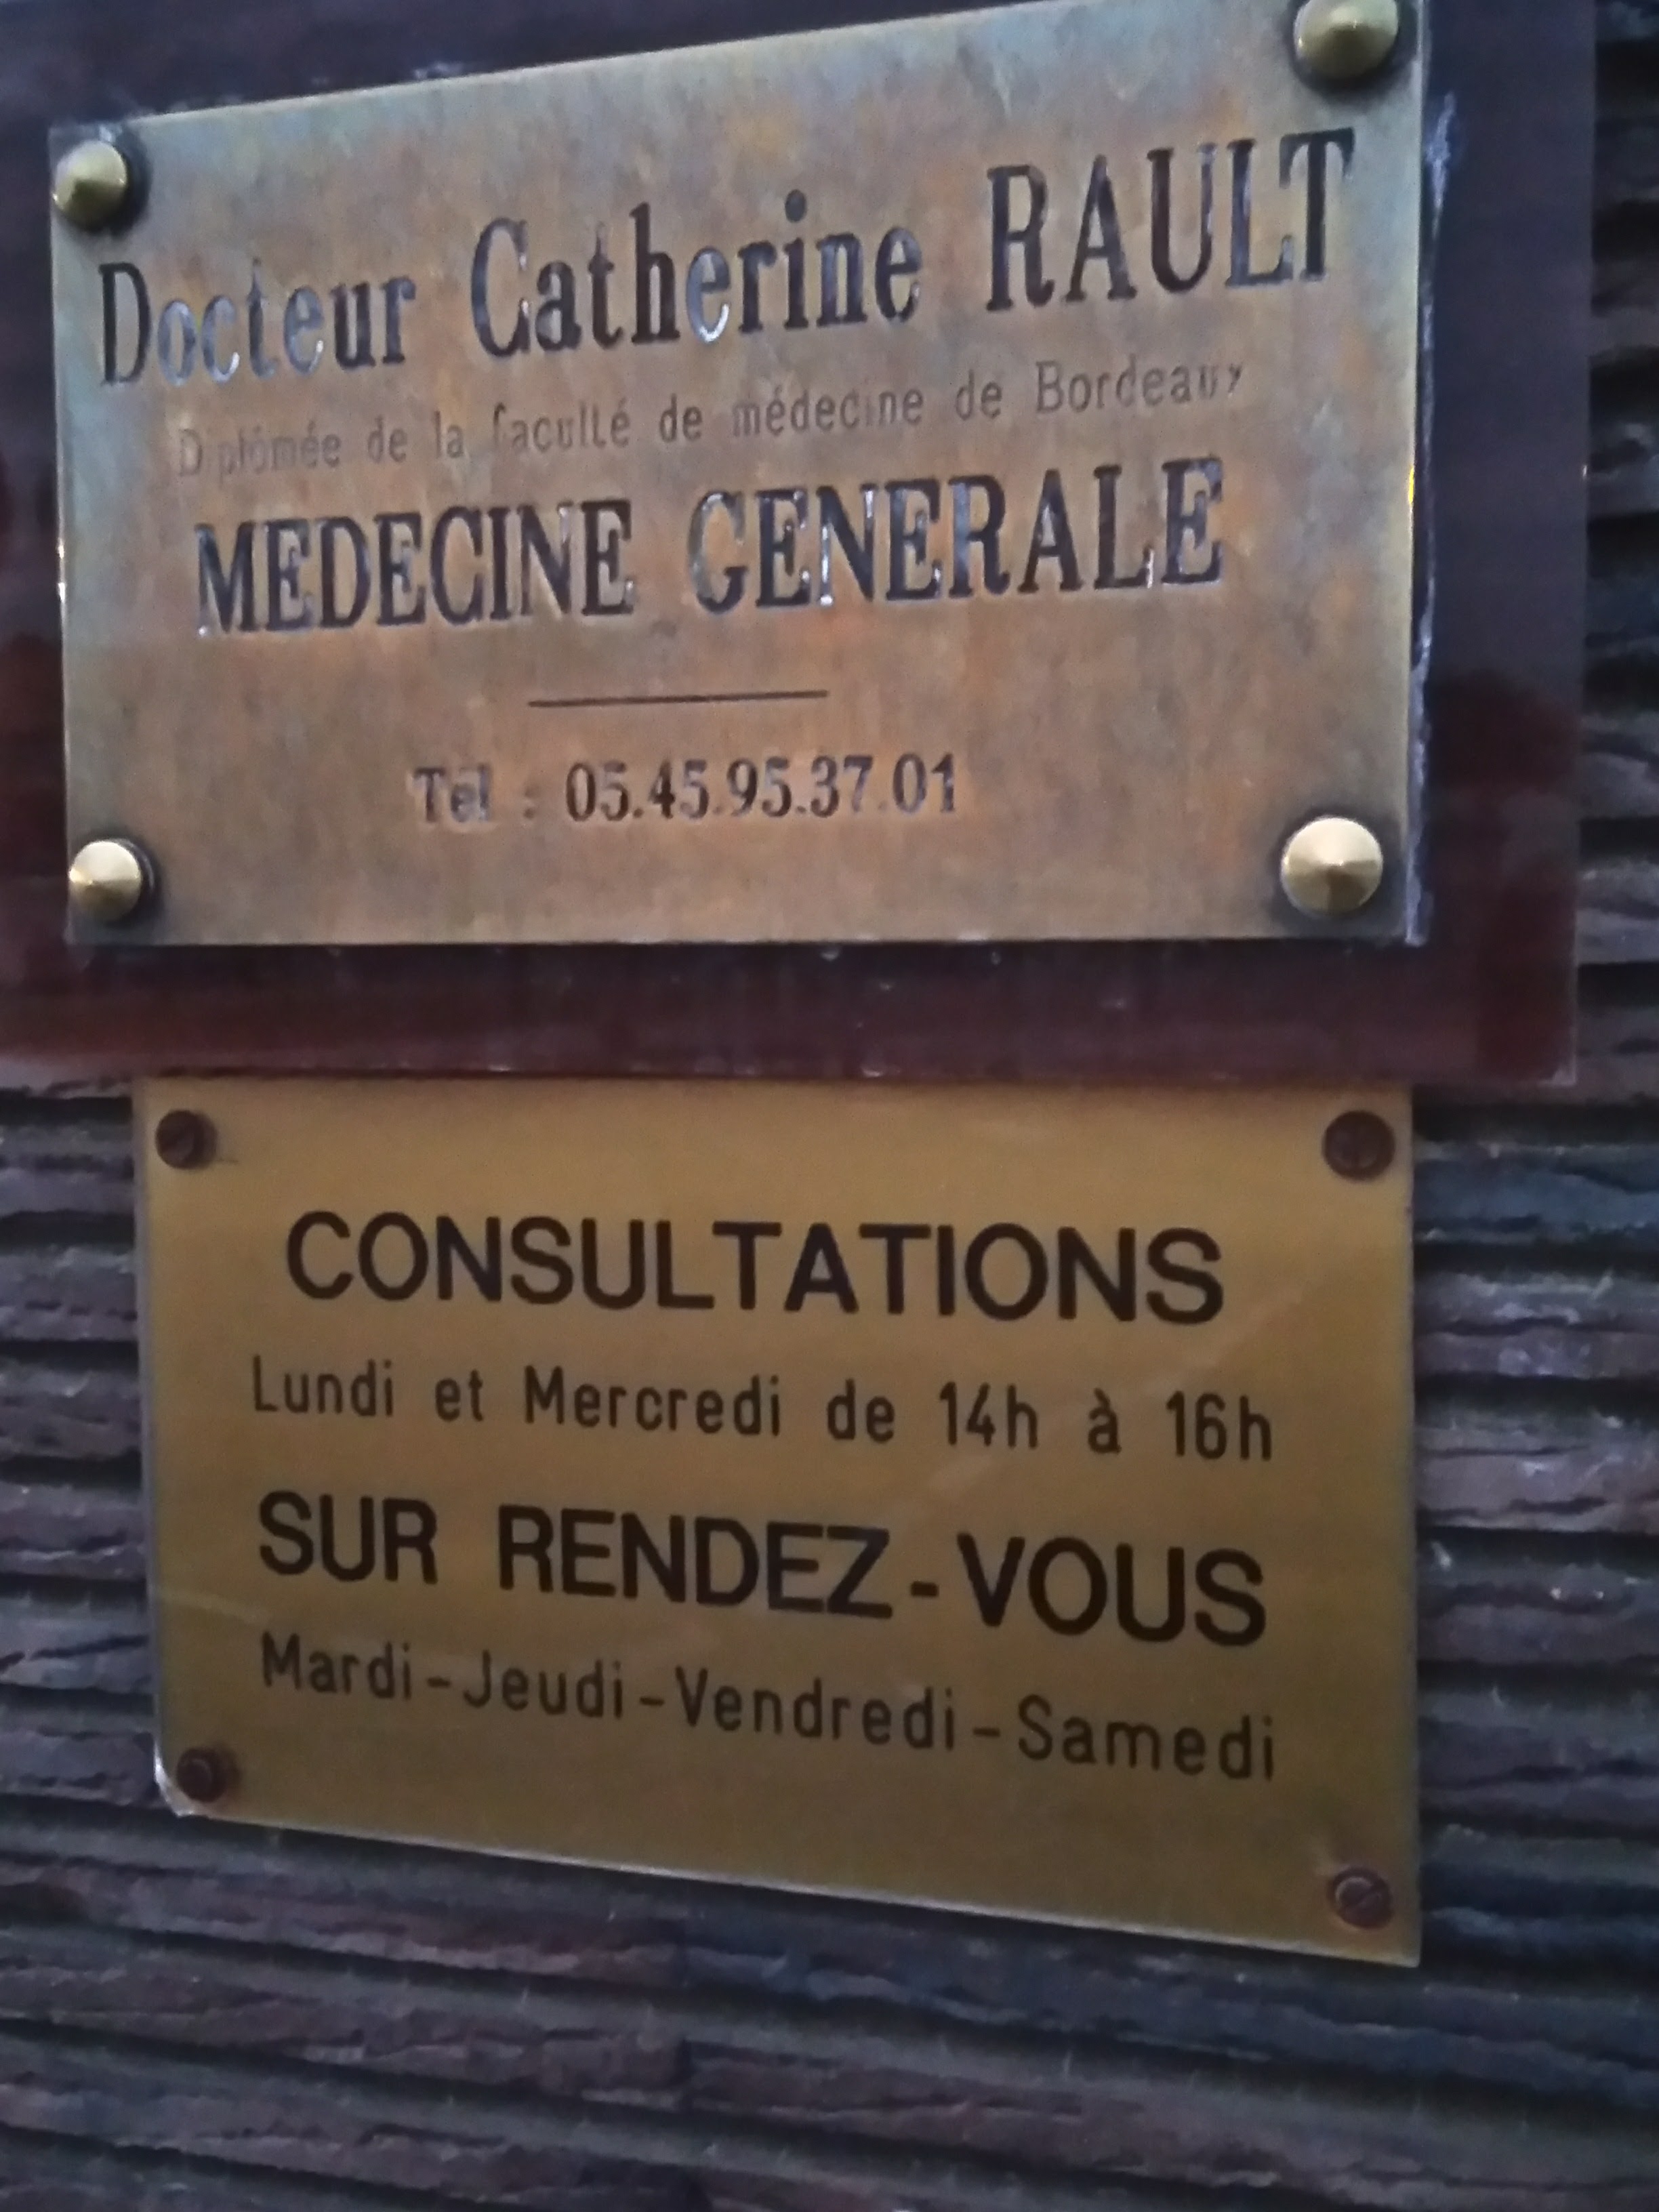 Docteur Catherine RAULT
Diplômée de la faculté de médecine de Bordeaux
MEDECINE GENERALE
Tél : 05.45.95.37.01
CONSULTATIONS
Lundi et Mercredi de 14h à 16h
SUR RENDEZ-VOUS
Mardi-Jeudi-Vendredi-Samedi